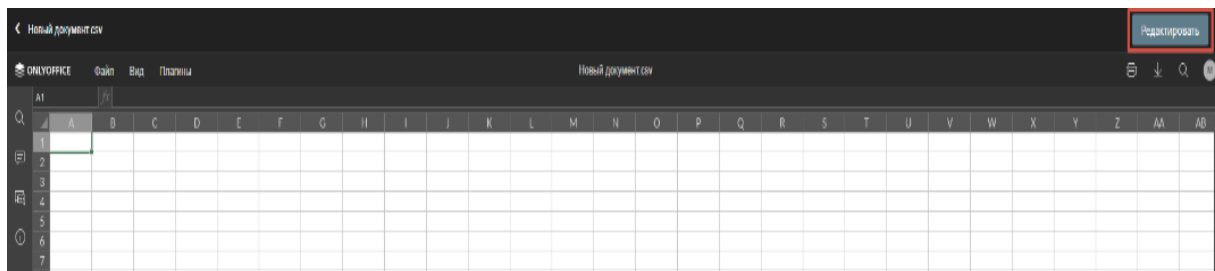 Новый документ.csv
Редактировать
ONLYOFFICE Файл Вид Плагины Новый документ.csv M
A1 fx
A B C D E F G H I J K L M N O P Q R S T U V W X Y Z AA AB
1
2
3
4
5
6
7